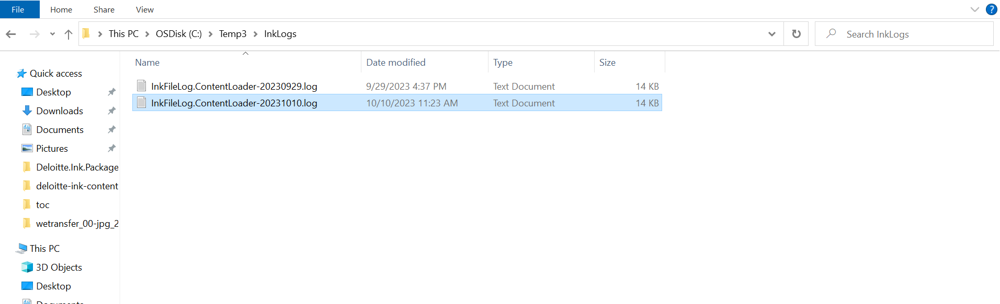 File Home Share View
This PC OSDisk (C:) Temp3 InkLogs
Search InkLogs
Name Date modified Type Size
InkFileLog.ContentLoader-20230929.log 9/29/2023 4:37 PM Text Document 14 KB
InkFileLog.ContentLoader-20231010.log 10/10/2023 11:23 AM Text Document 14 KB
Quick access
Desktop
Downloads
Documents
Pictures
Deloitte.Ink.Package
deloitte-ink-content
toc
wetransfer_00-jpg_2
This PC
3D Objects
Desktop